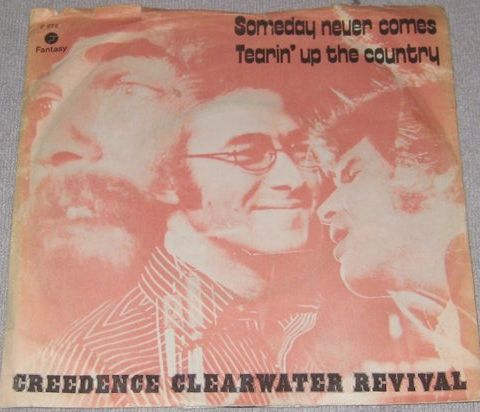 Someday never comes
Tearin' up the country
Fantasy
CREEDENCE CLEARWATER REVIVAL